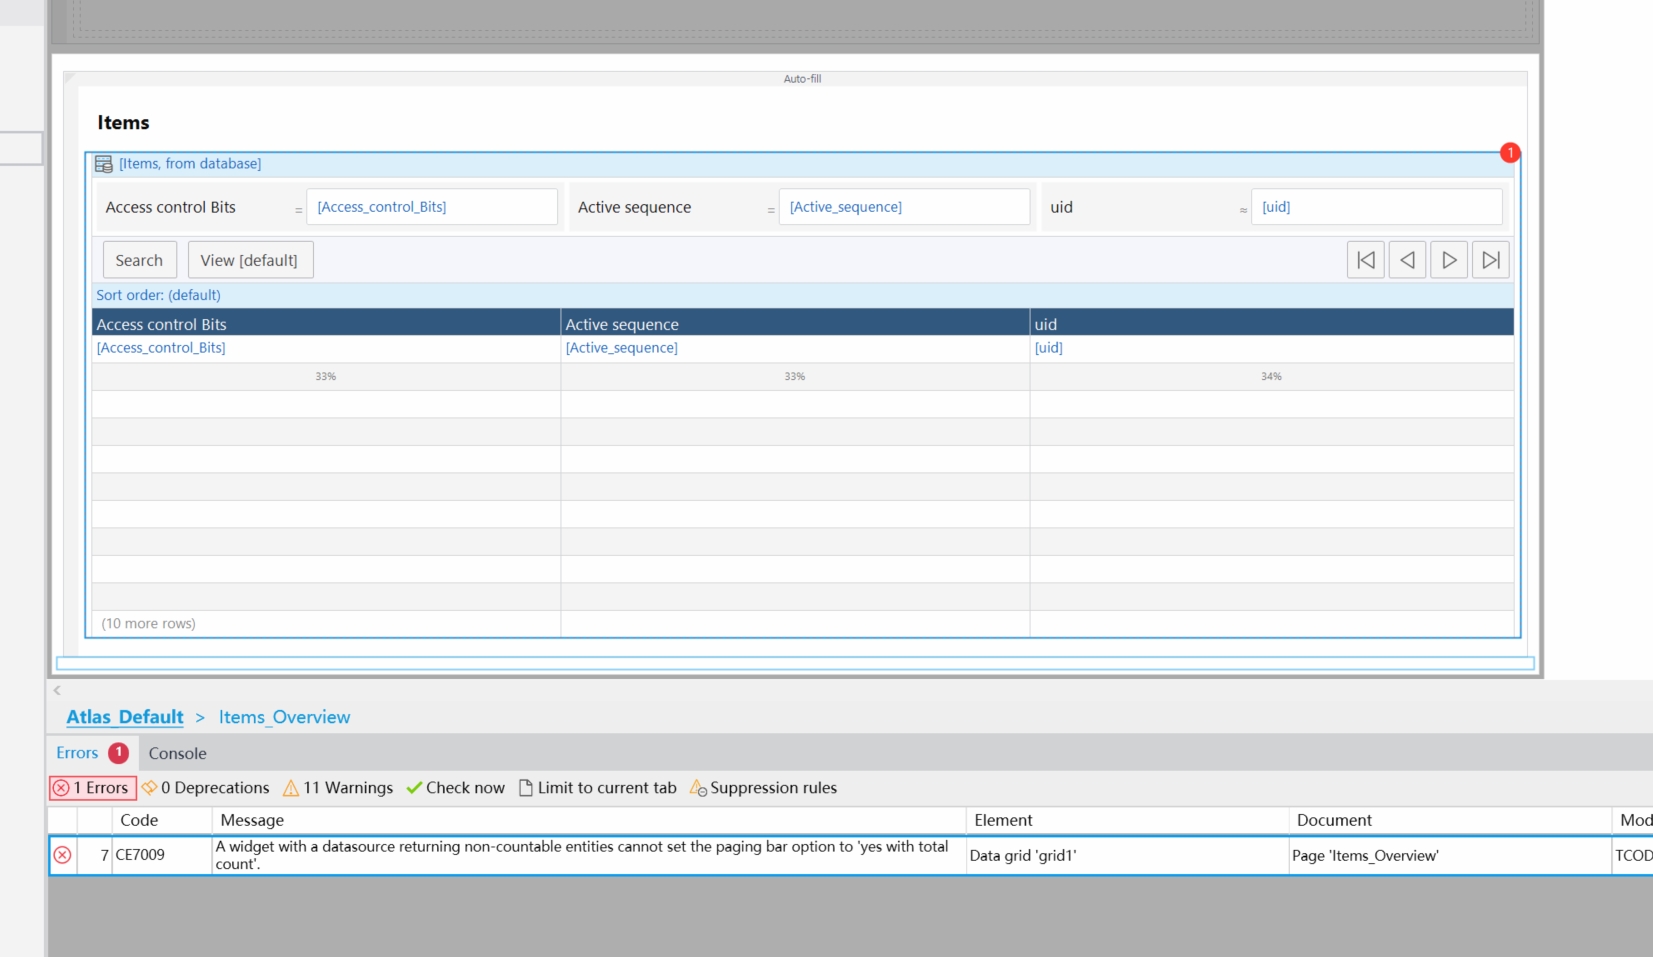 Auto-fill
Items
[Items, from database]
1
Access control Bits = [Access_control_Bits] Active sequence = [Active_sequence] uid ≈ [uid]
Search View [default]
Sort order: (default)
Access control Bits Active sequence uid
[Access_control_Bits] [Active_sequence] [uid]
33% 33% 34%
(10 more rows)
Atlas_Default > Items_Overview
Errors 1 Console
1 Errors 0 Deprecations 11 Warnings Check now Limit to current tab Suppression rules
Code Message Element Document Mod
7 CE7009 A widget with a datasource returning non-countable entities cannot set the paging bar option to 'yes with total
count'. Data grid 'grid1' Page 'Items_Overview' TCOD